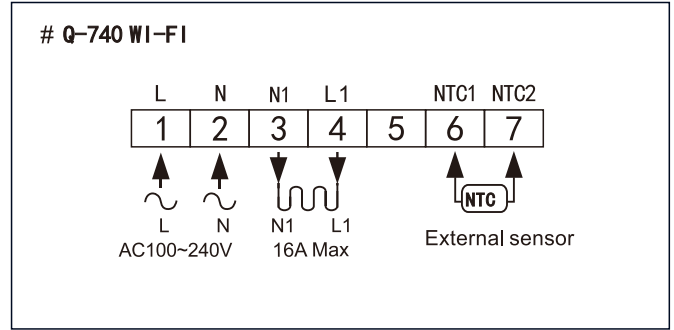 # Q-740 WI-FI
L N N1 L1 NTC1 NTC2
1 2 3 4 5 6 7
NTC
L N N1 L1
External sensor
AC100~240V 16A Max